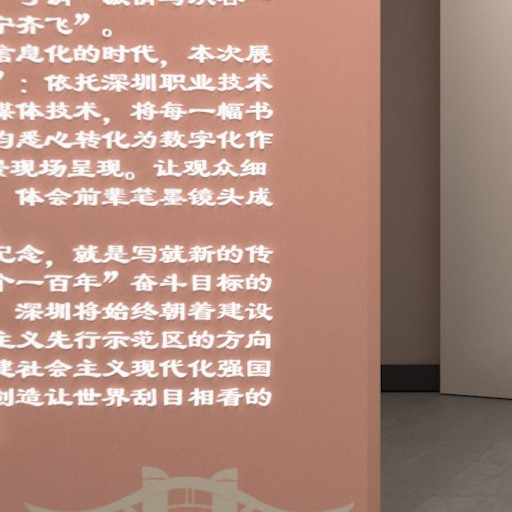 宁齐飞”。
信息化的时代，本次展
”：依托深圳职业技术
媒体技术，将每一幅书
均悉心转化为数字化作
景现场呈现。让观众细
体会前辈笔墨镜头成
纪念，就是写就新的传
个一百年”奋斗目标的
深圳将始终朝着建设
主义先行示范区的方向
建社会主义现代化强国
创造让世界刮目相看的